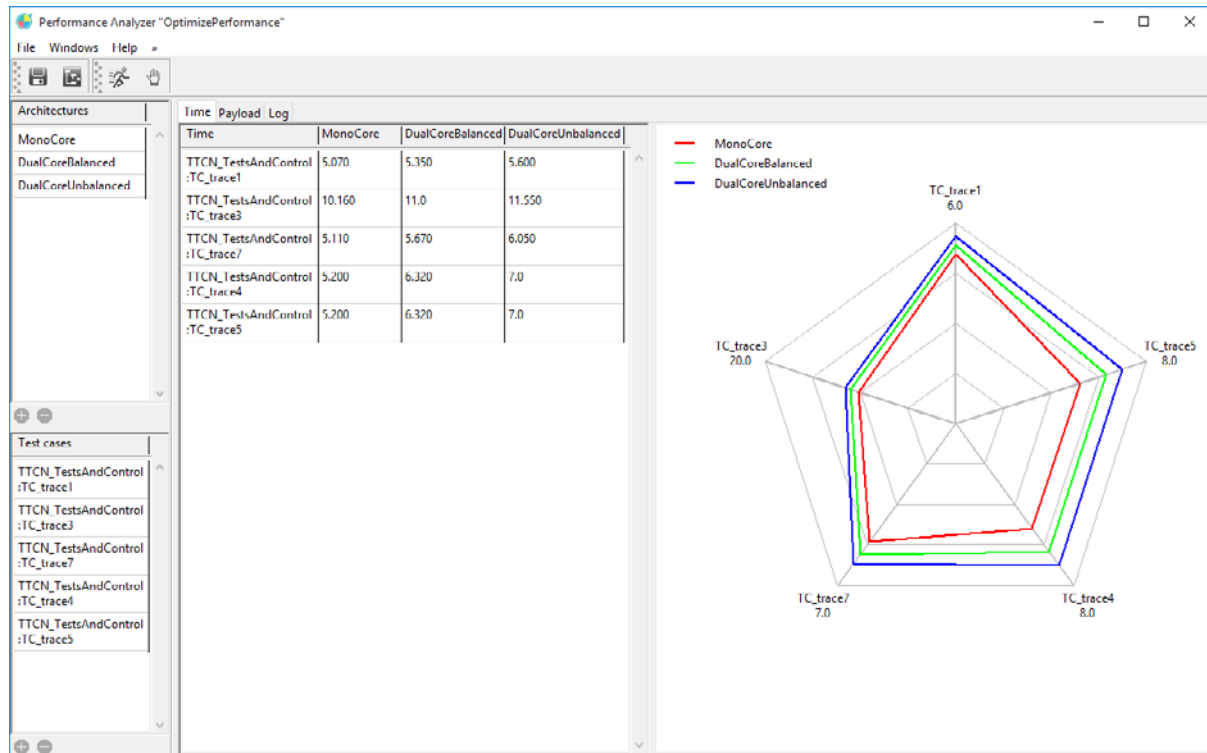 Performance Analyzer "OptimizePerformance"
File Windows Help »
Architectures
MonoCore
DualCoreBalanced
DualCoreUnbalanced
Test cases
TTCN_TestsAndControl
:TC_trace1
TTCN_TestsAndControl
:TC_trace3
TTCN_TestsAndControl
:TC_trace7
TTCN_TestsAndControl
:TC_trace4
TTCN_TestsAndControl
:TC_trace5
Time Payload Log
Time MonoCore DualCoreBalanced DualCoreUnbalanced
TTCN_TestsAndControl 5.070 5.350 5.600
:TC_trace1
TTCN_TestsAndControl 10.160 11.0 11.550
:TC_trace3
TTCN_TestsAndControl 5.110 5.670 6.050
:TC_trace7
TTCN_TestsAndControl 5.200 6.320 7.0
:TC_trace4
TTCN_TestsAndControl 5.200 6.320 7.0
:TC_trace5
MonoCore
DualCoreBalanced
DualCoreUnbalanced
TC_trace1
6.0
TC_trace3
20.0
TC_trace5
8.0
TC_trace7
7.0
TC_trace4
8.0